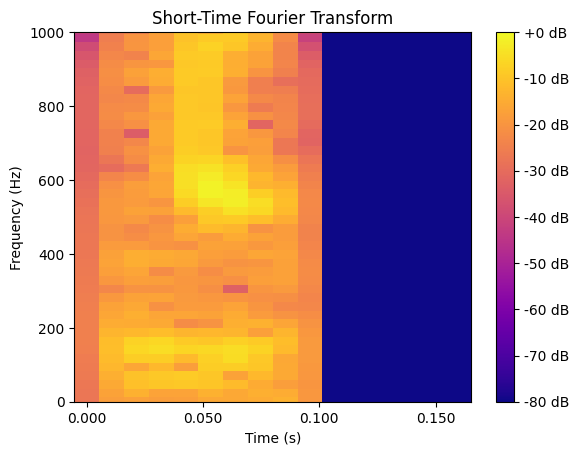 Short-Time Fourier Transform
Frequency (Hz)
1000
800
600
400
200
0
0.000 0.050 0.100 0.150
Time (s)
+0 dB
-10 dB
-20 dB
-30 dB
-40 dB
-50 dB
-60 dB
-70 dB
-80 dB